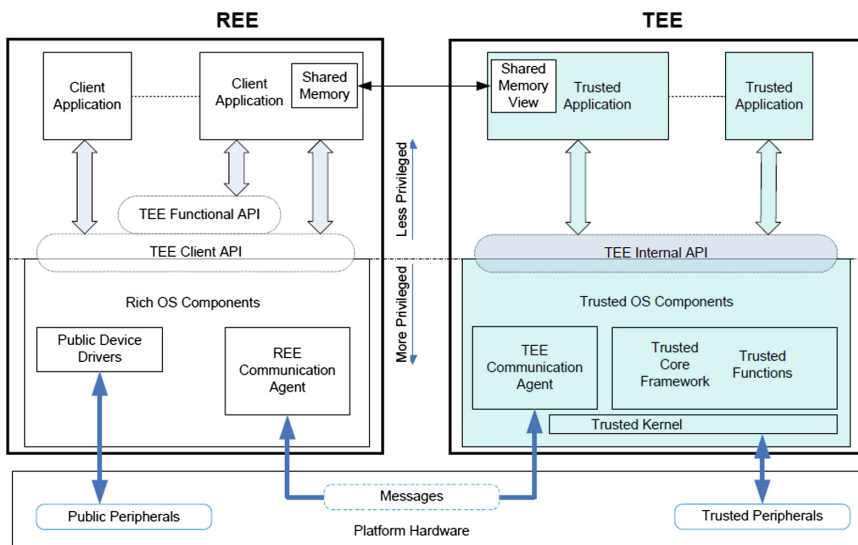 REE
TEE
Client
Application
Client
Application
Shared
Memory
Shared
Memory
View
Trusted
Application
Trusted
Application
TEE Functional API
TEE Client API
Less Privileged
More Privileged
TEE Internal API
Rich OS Components
Public Device
Drivers
REE
Communication
Agent
Trusted OS Components
TEE
Communication
Agent
Trusted
Core
Framework
Trusted
Functions
Trusted Kernel
Messages
Public Peripherals
Trusted Peripherals
Platform Hardware